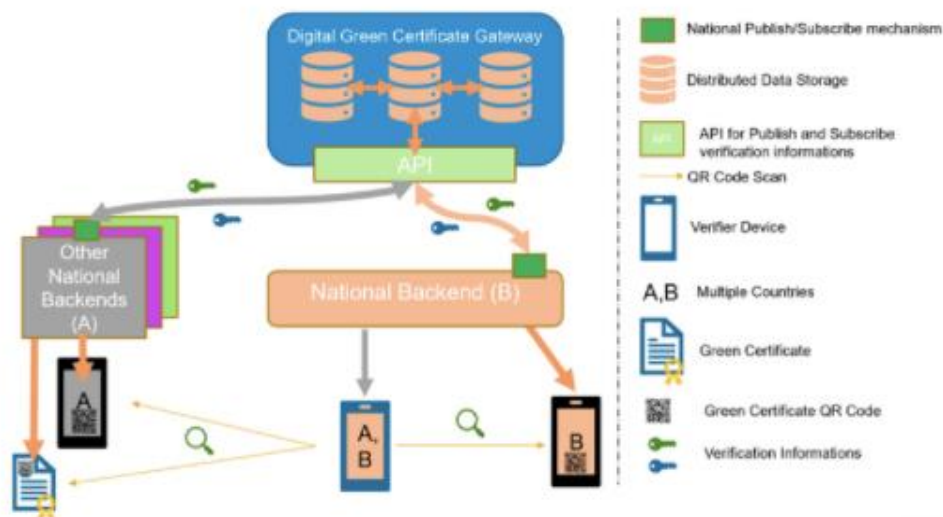 Digital Green Certificate Gateway
API
Other
National
Backends
(A)
National Backend (B)
A
A,
B
B
National Publish/Subscribe mechanism
Distributed Data Storage
API
API for Publish and Subscribe
verification informations
QR Code Scan
Verifier Device
A,B
Multiple Countries
Green Certificate
Green Certificate QR Code
Verification Informations